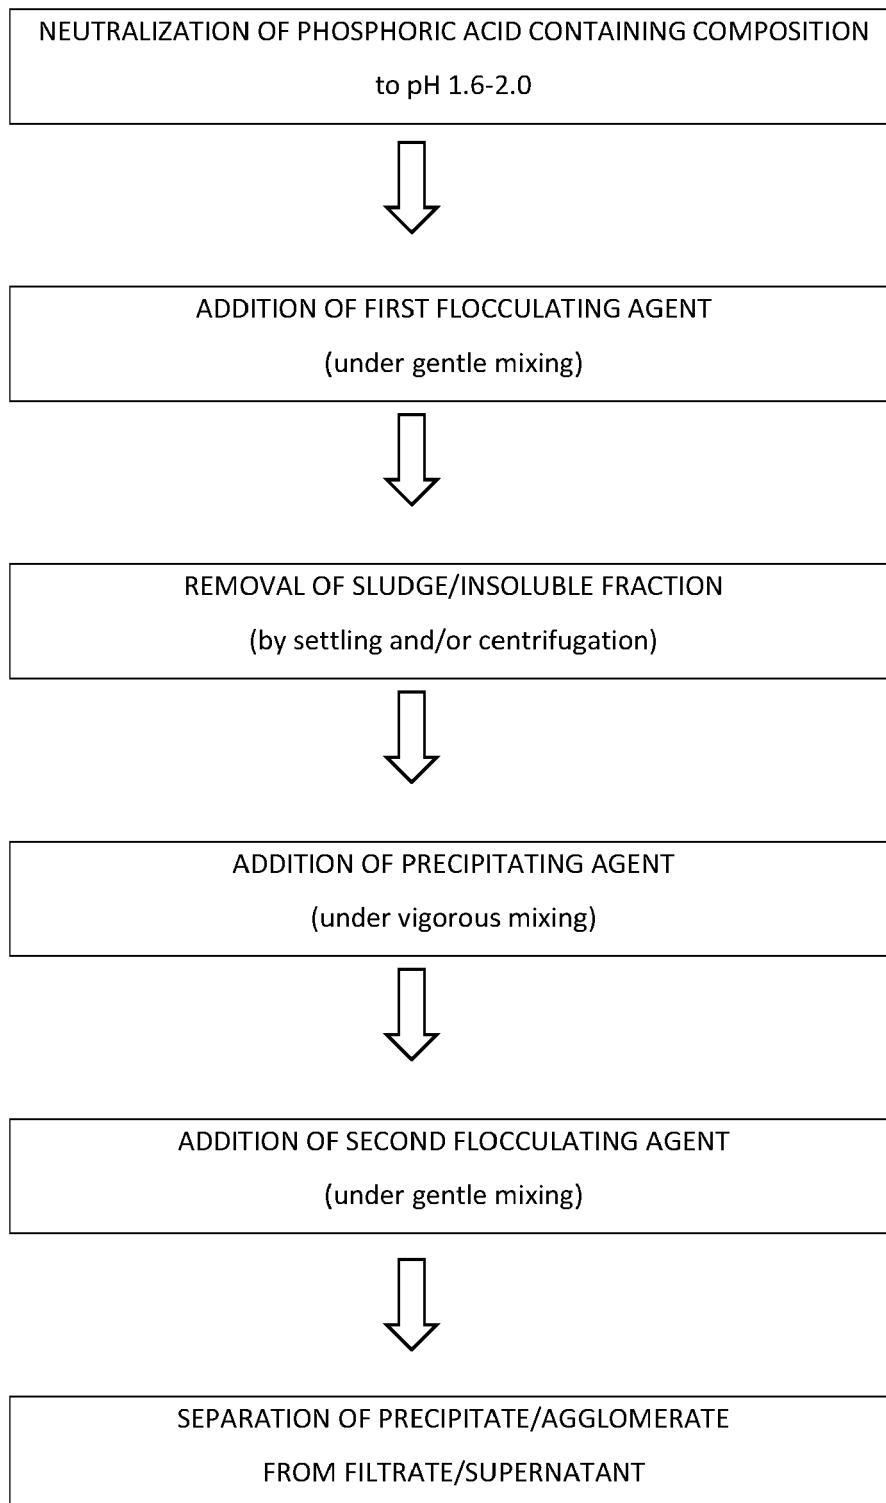 NEUTRALIZATION OF PHOSPHORIC ACID CONTAINING COMPOSITION
to pH 1.6-2.0
ADDITION OF FIRST FLOCCULATING AGENT
(under gentle mixing)
REMOVAL OF SLUDGE/INSOLUBLE FRACTION
(by settling and/or centrifugation)
ADDITION OF PRECIPITATING AGENT
(under vigorous mixing)
ADDITION OF SECOND FLOCCULATING AGENT
(under gentle mixing)
SEPARATION OF PRECIPITATE/AGGLOMERATE
FROM FILTRATE/SUPERNATANT